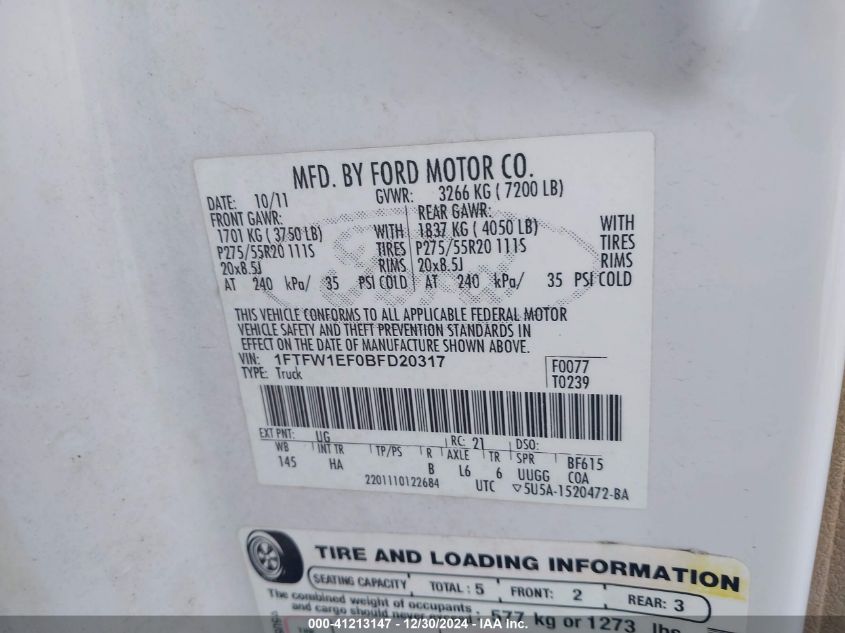 MFD. BY FORD MOTOR CO.
DATE: 10/11 GVWR: 3266 KG ( 7200 LB)
FRONT GAWR: REAR GAWR:
1701 KG ( 3750 LB) WITH 1837 KG ( 4050 LB) WITH
P275/55R20 111S TIRES P275/55R20 111S TIRES
20x8.5J RIMS 20x8.5J RIMS
AT 240 kPa/ 35 PSI COLD AT 240 kPa/ 35 PSI COLD
THIS VEHICLE CONFORMS TO ALL APPLICABLE FEDERAL MOTOR
VEHICLE SAFETY AND THEFT PREVENTION STANDARDS IN
EFFECT ON THE DATE OF MANUFACTURE SHOWN ABOVE.
VIN: 1FTFW1EF0BFD20317 F0077
TYPE: Truck T0239
EXT PNT: UG RC: 21 DSO:
WB INT TR TP/PS R AXLE TR SPR BF615
145 HA B L6 6 UUGG COA
2201110122684 UTC ▽5U5A-1520472-BA
TIRE AND LOADING INFORMATION
SEATING CAPACITY TOTAL : 5 FRONT: 2 REAR: 3
The combined weight of occupants
and cargo should never : 577 kg or 1273 lbs
000-41213147 - 12/30/2024 - IAA Inc.